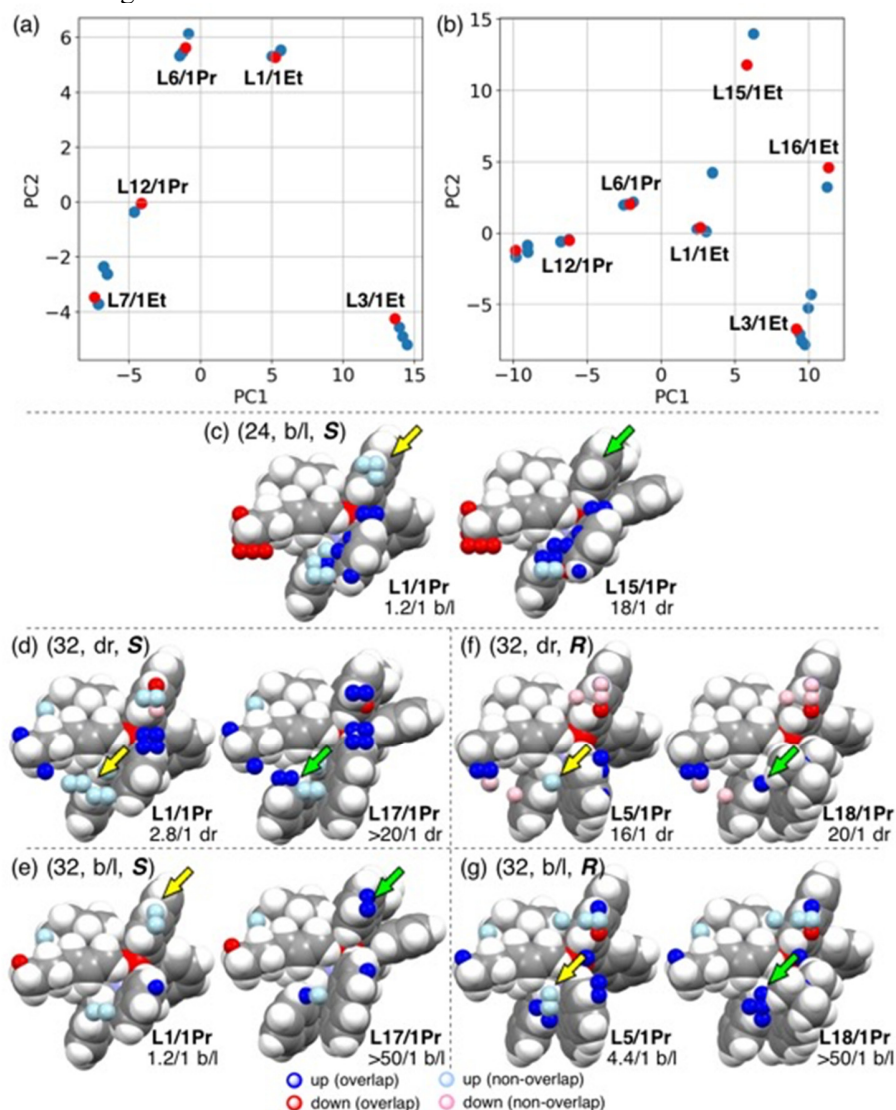 (a)
6
4
2
0
−2
−4
PC2
L6/1Pr
L1/1Et
L12/1Pr
L7/1Et
L3/1Et
−5
0
5
10
15
PC1
(b)
15
10
5
0
−5
PC2
L15/1Et
L16/1Et
L6/1Pr
L12/1Pr
L1/1Et
L3/1Et
−10
−5
0
5
10
PC1
(c) (24, b/l, S)
L1/1Pr
1.2/1 b/l
L15/1Pr
18/1 dr
(d) (32, dr, S)
L1/1Pr
2.8/1 dr
L17/1Pr
>20/1 dr
(f) (32, dr, R)
L5/1Pr
16/1 dr
L18/1Pr
20/1 dr
(e) (32, b/l, S)
L1/1Pr
1.2/1 b/l
L17/1Pr
>50/1 b/l
(g) (32, b/l, R)
L5/1Pr
4.4/1 b/l
L18/1Pr
>50/1 b/l
up (overlap)
up (non-overlap)
down (overlap)
down (non-overlap)